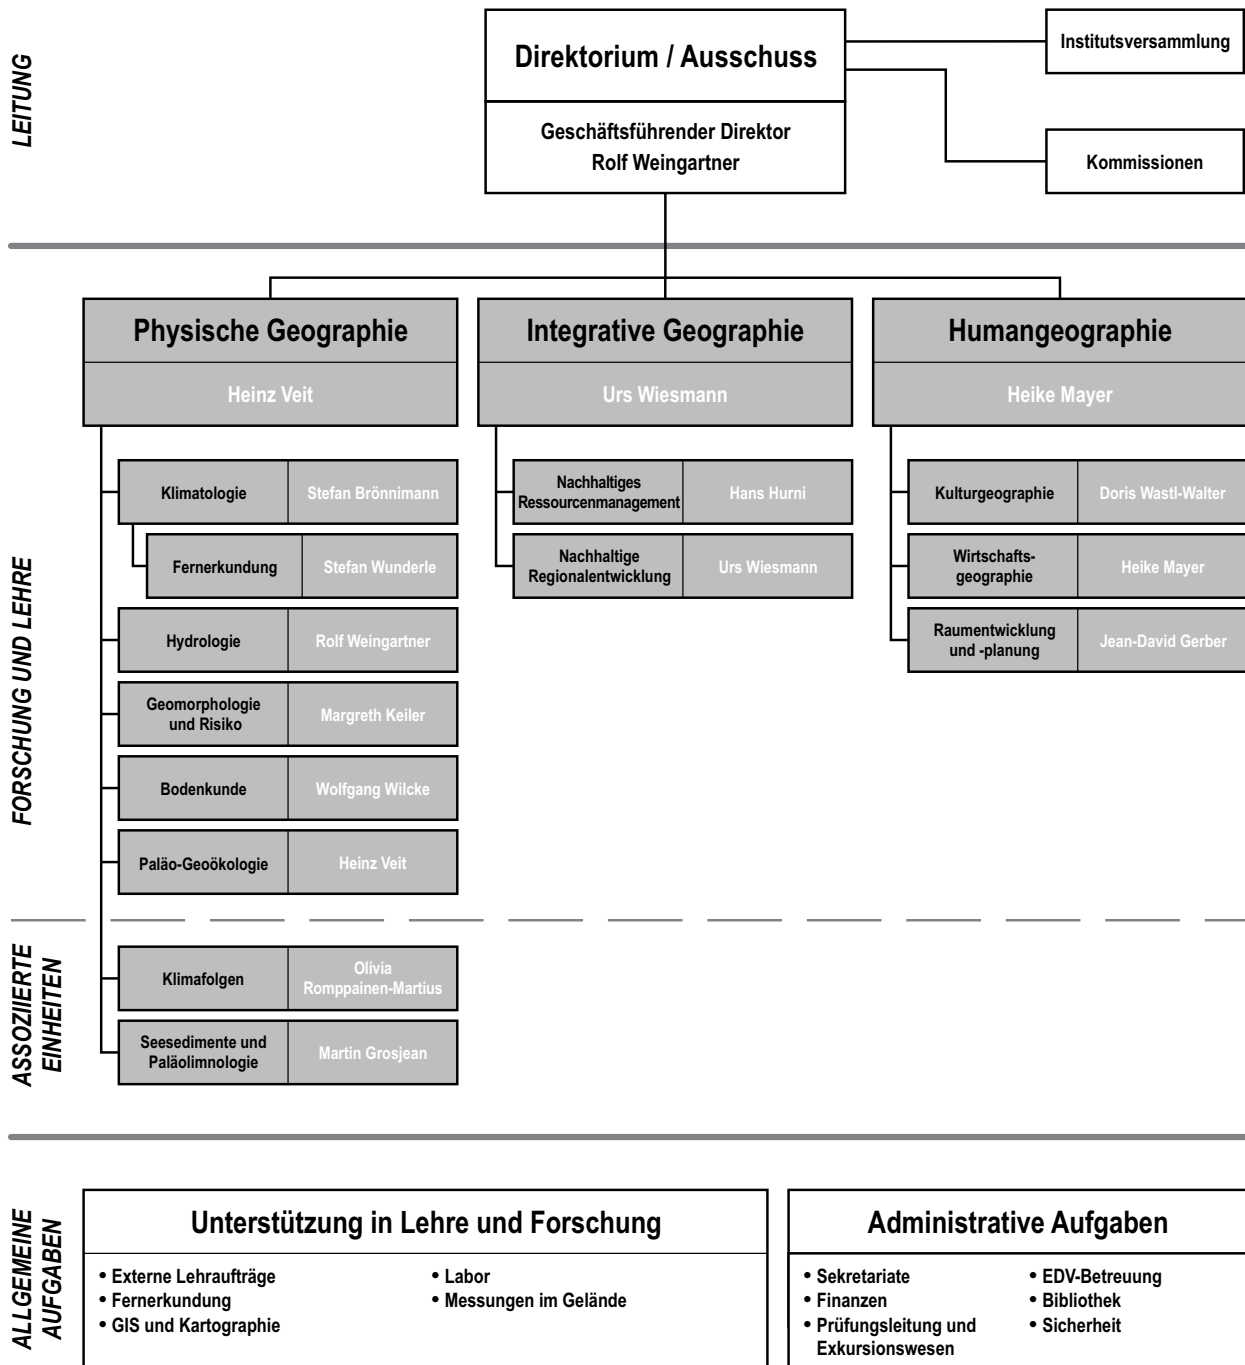 LEITUNG
Direktorium / Ausschuss
Geschäftsführender Direktor
Rolf Weingartner
Institutsversammlung
Kommissionen
FORSCHUNG UND LEHRE
Physische Geographie
Heinz Veit
Klimatologie
Stefan Brönnimann
Fernerkundung
Stefan Wunderle
Hydrologie
Rolf Weingartner
Geomorphologie
und Risiko
Margreth Keiler
Bodenkunde
Wolfgang Wilcke
Paläo-Geoökologie
Heinz Veit
Integrative Geographie
Urs Wiesmann
Nachhaltiges
Ressourcenmanagement
Hans Hurni
Nachhaltige
Regionalentwicklung
Urs Wiesmann
Humangeographie
Heike Mayer
Kulturgeographie
Doris Wastl-Walter
Wirtschafts-
geographie
Heike Mayer
Raumentwicklung
und -planung
Jean-David Gerber
ASSOZIIERTE
EINHEITEN
Klimafolgen
Olivia
Romppainen-Martius
Seesedimente und
Paläolimnologie
Martin Grosjean
ALLGEMEINE
AUFGABEN
Unterstützung in Lehre und Forschung
• Externe Lehraufträge
• Fernerkundung
• GIS und Kartographie
• Labor
• Messungen im Gelände
Administrative Aufgaben
• Sekretariate
• Finanzen
• Prüfungsleitung und
Exkursionswesen
• EDV-Betreuung
• Bibliothek
• Sicherheit